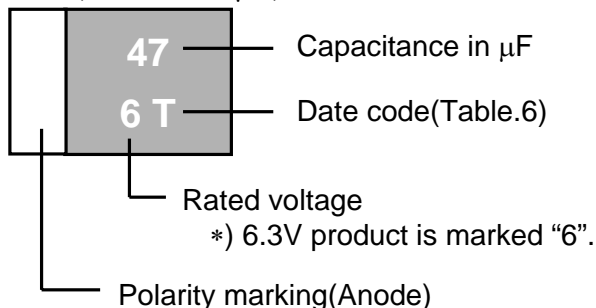 47
Capacitance in μF
6 T
Date code(Table.6)
Rated voltage
*) 6.3V product is marked “6”.
Polarity marking(Anode)